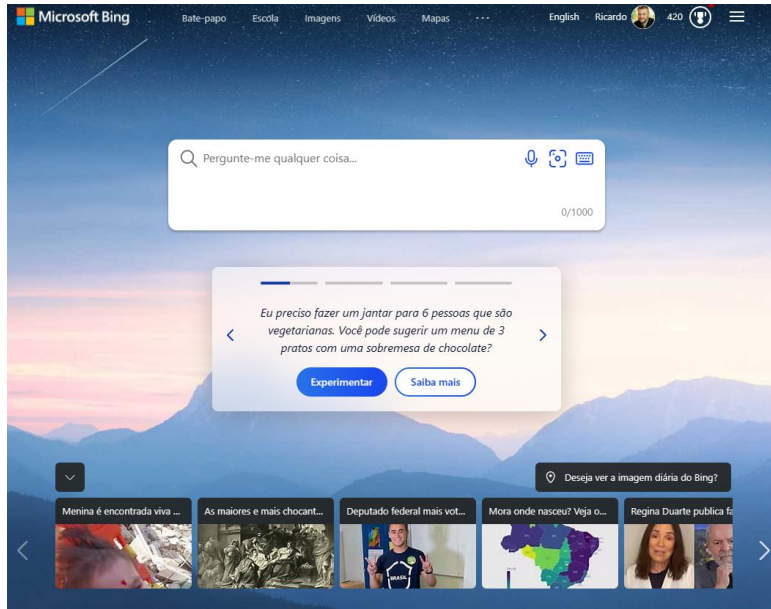 Microsoft Bing
Bate-papo Escola Imagens Vídeos Mapas ...
English Ricardo 420
Pergunte-me qualquer coisa...
0/1000
Eu preciso fazer um jantar para 6 pessoas que são
vegetarianas. Você pode sugerir um menu de 3
pratos com uma sobremesa de chocolate?
Experimentar Saiba mais
Deseja ver a imagem diária do Bing?
Menina é encontrada viva ...
As maiores e mais chocant...
Deputado federal mais vot...
Mora onde nasceu? Veja o...
Regina Duarte publica fa
BRASIL